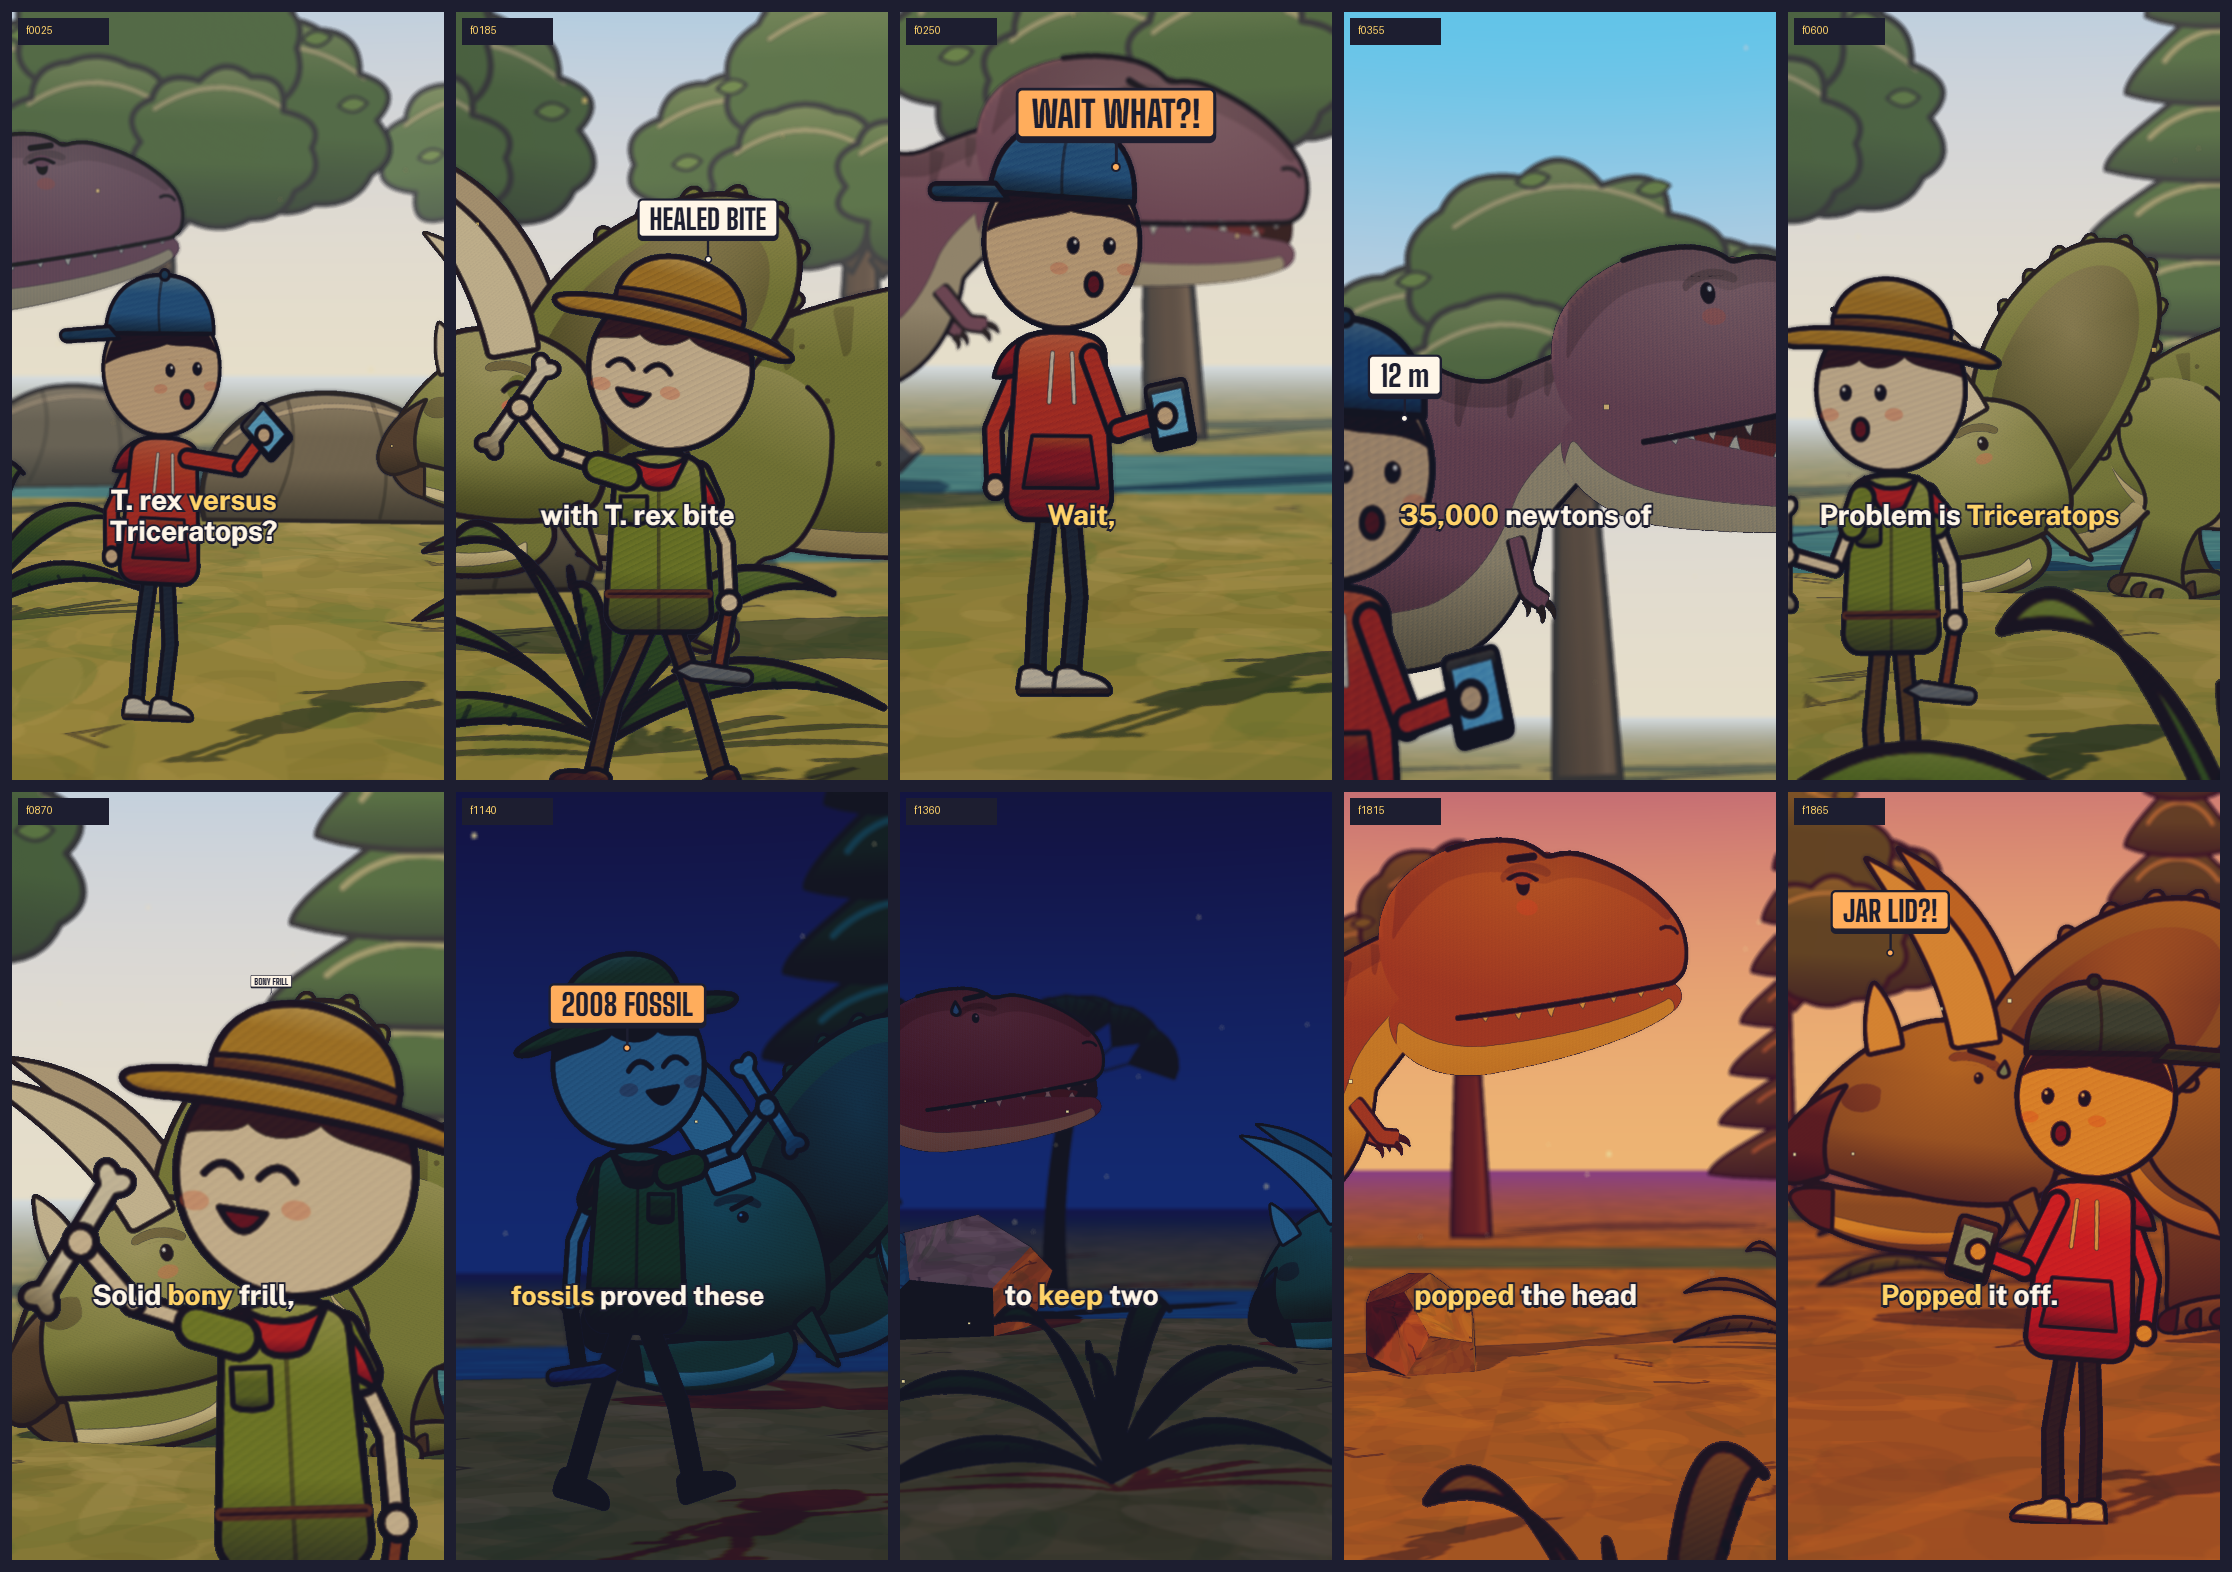 f0025
T. rex versus
Triceratops?
f0185
HEALED BITE
with T. rex bite
f0250
WAIT WHAT?!
Wait,
f0355
12 m
35,000 newtons of
f0600
Problem is Triceratops
f0870
BONY FRILL
Solid bony frill,
f1140
2008 FOSSIL
fossils proved these
f1360
to keep two
f1815
popped the head
f1865
JAR LID?!
Popped it off.